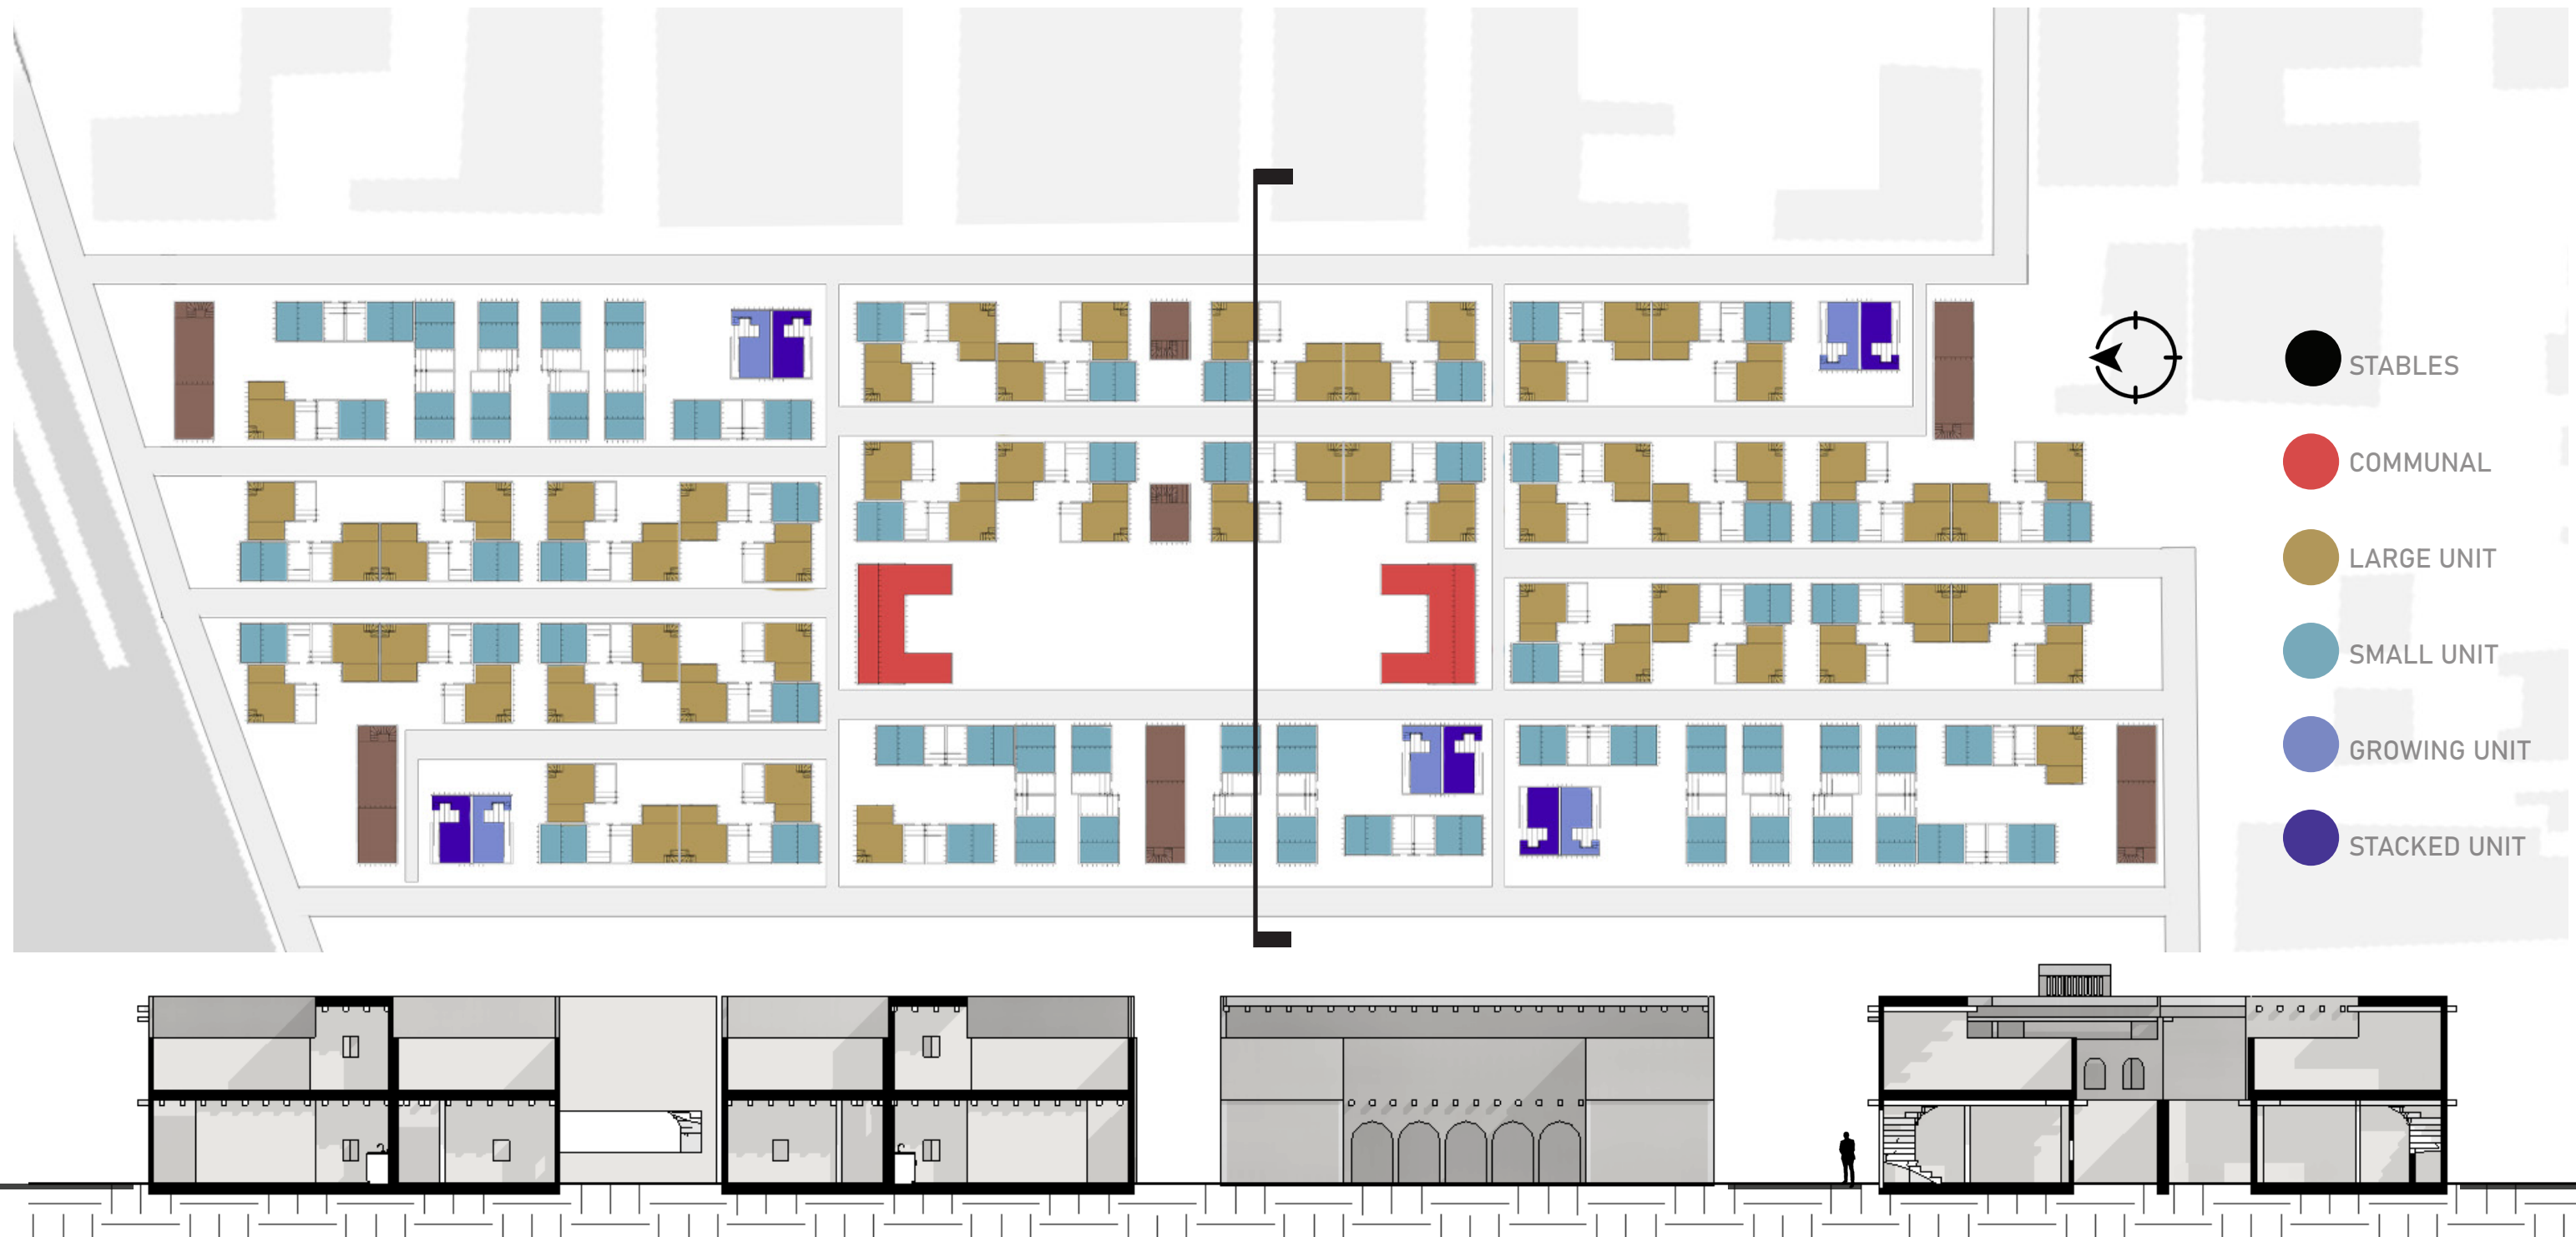 STABLES
COMMUNAL
LARGE UNIT
SMALL UNIT
GROWING UNIT
STACKED UNIT